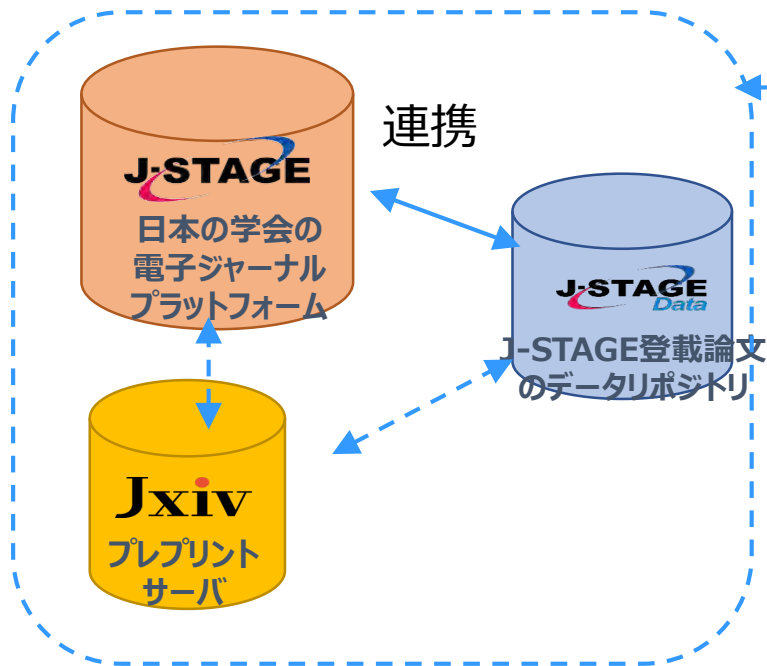 連携
J-STAGE
日本の学会の
電子ジャーナル
プラットフォーム
J-STAGE
Data
J-STAGE登載論文
のデータリポジトリ
Jxiv
プレプリント
サーバ